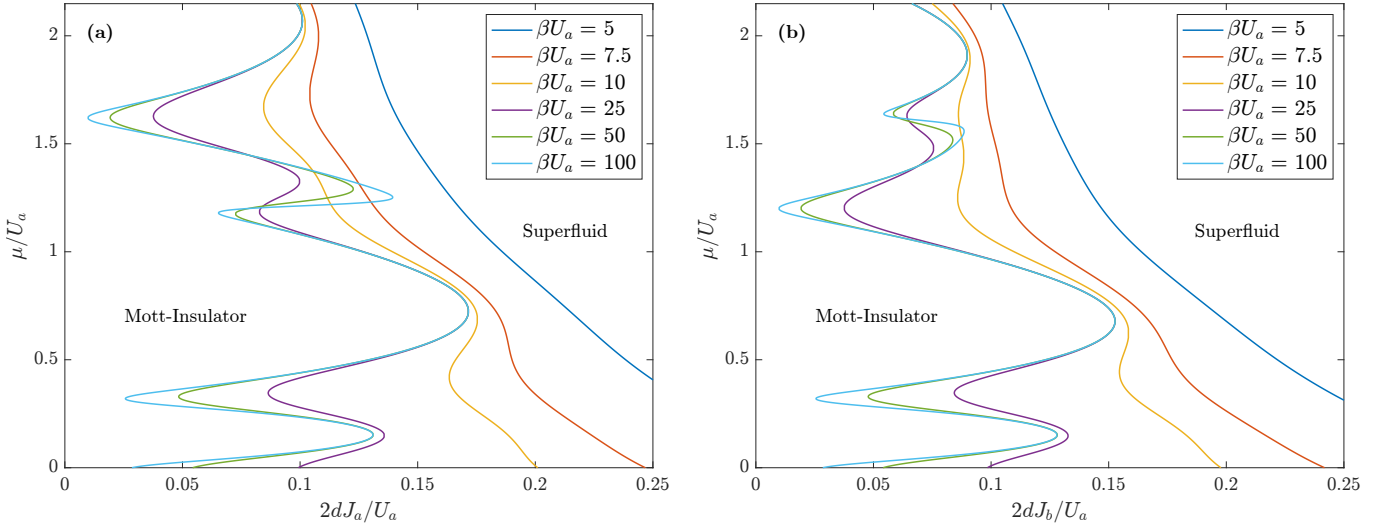 (a)
βU_a = 5
βU_a = 7.5
βU_a = 10
βU_a = 25
βU_a = 50
βU_a = 100
Superfluid
Mott-Insulator
2
1.5
1
0.5
0
μ/U_a
0 0.05 0.1 0.15 0.2 0.25
2dJ_a/U_a
(b)
βU_a = 5
βU_a = 7.5
βU_a = 10
βU_a = 25
βU_a = 50
βU_a = 100
Superfluid
Mott-Insulator
2
1.5
1
0.5
0
μ/U_a
0 0.05 0.1 0.15 0.2 0.25
2dJ_b/U_a